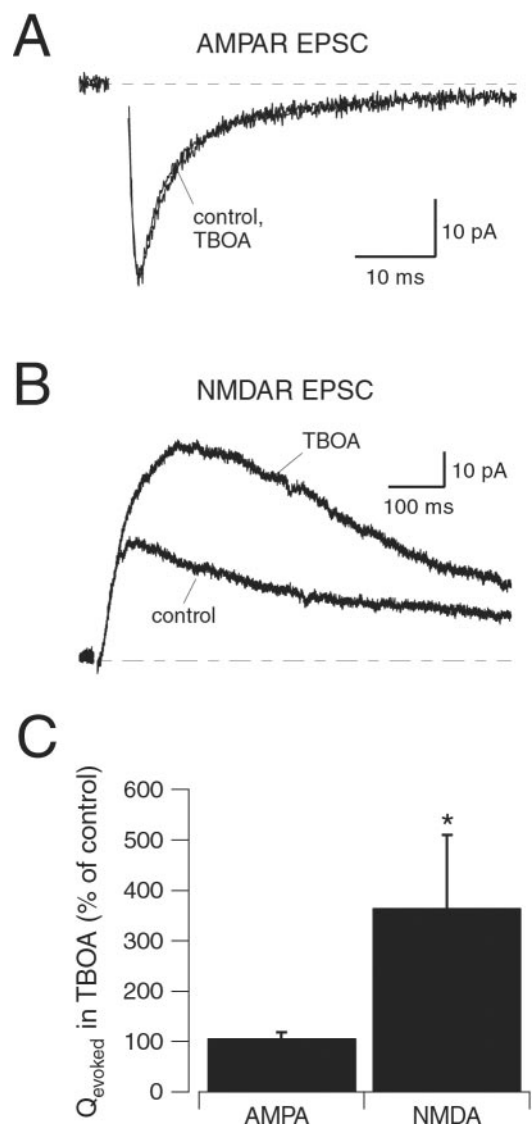 A
AMPAR EPSC
control,
TBOA
10 pA
10 ms
B
NMDAR EPSC
TBOA
10 pA
100 ms
control
C
Qevoked in TBOA (% of control)
600
500
400
300
200
100
0
*
AMPA
NMDA